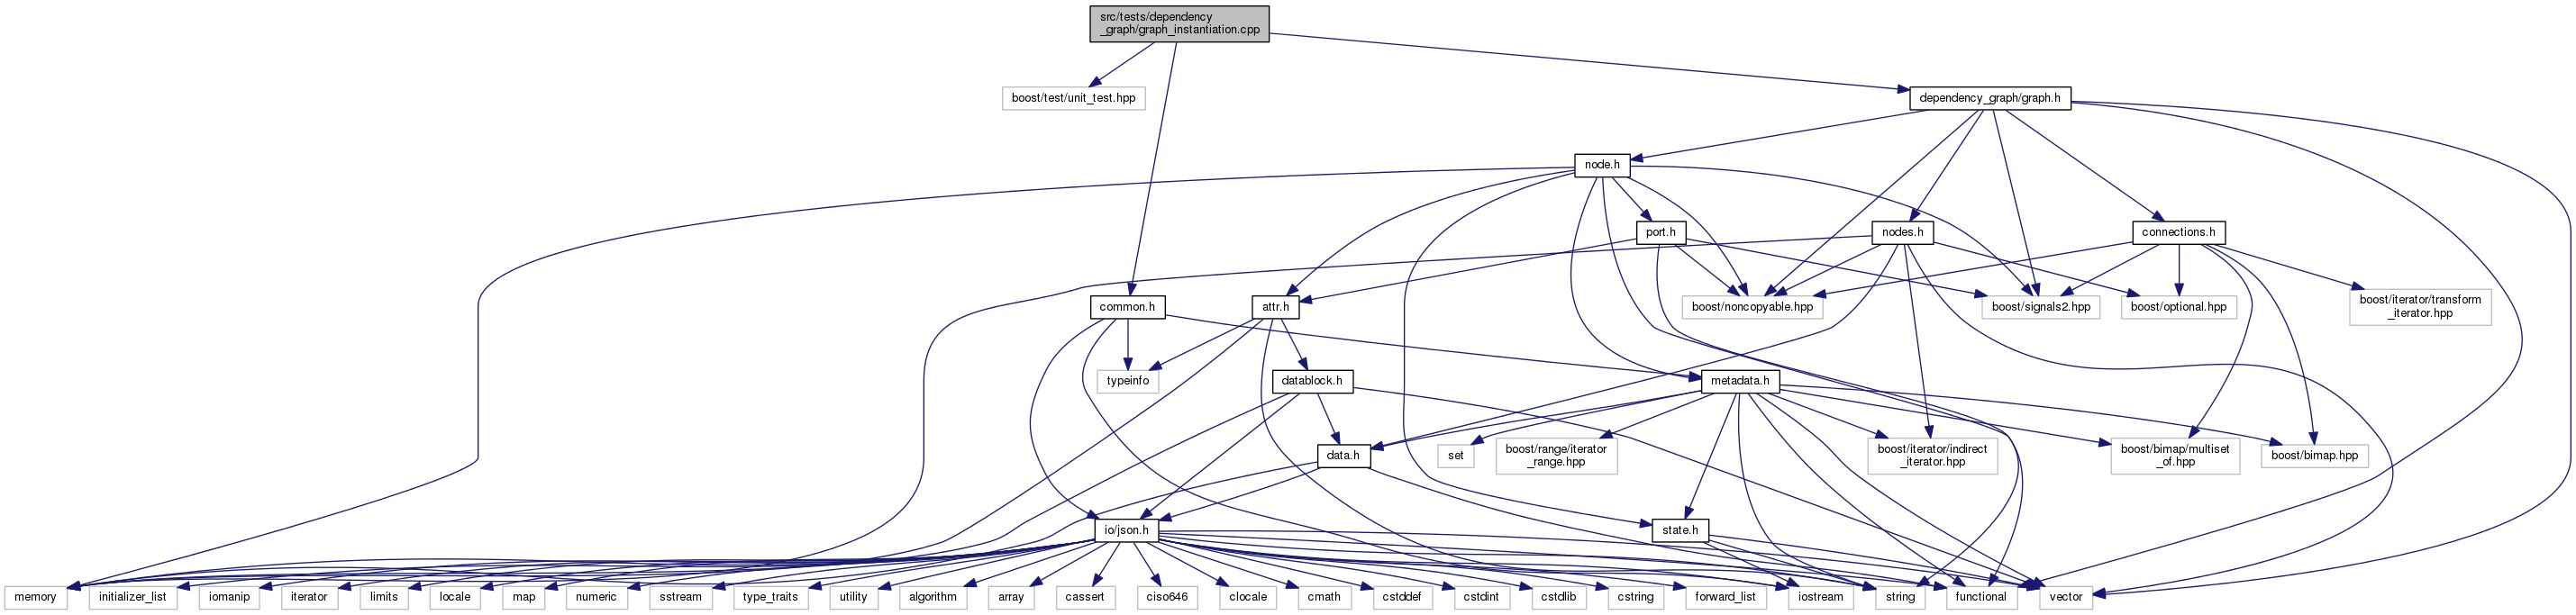 src/tests/dependency
_graph/graph_instantiation.cpp
boost/test/unit_test.hpp
dependency_graph/graph.h
node.h
port.h
nodes.h
connections.h
common.h
attr.h
boost/noncopyable.hpp
boost/signals2.hpp
boost/optional.hpp
boost/iterator/transform
_iterator.hpp
typeinfo
datablock.h
metadata.h
data.h
set
boost/range/iterator
_range.hpp
boost/iterator/indirect
_iterator.hpp
boost/bimap/multiset
_of.hpp
boost/bimap.hpp
io/json.h
state.h
memory
initializer_list
iomanip
iterator
limits
locale
map
numeric
sstream
type_traits
utility
algorithm
array
cassert
ciso646
clocale
cmath
cstddef
cstdint
cstdlib
cstring
forward_list
iostream
string
functional
vector